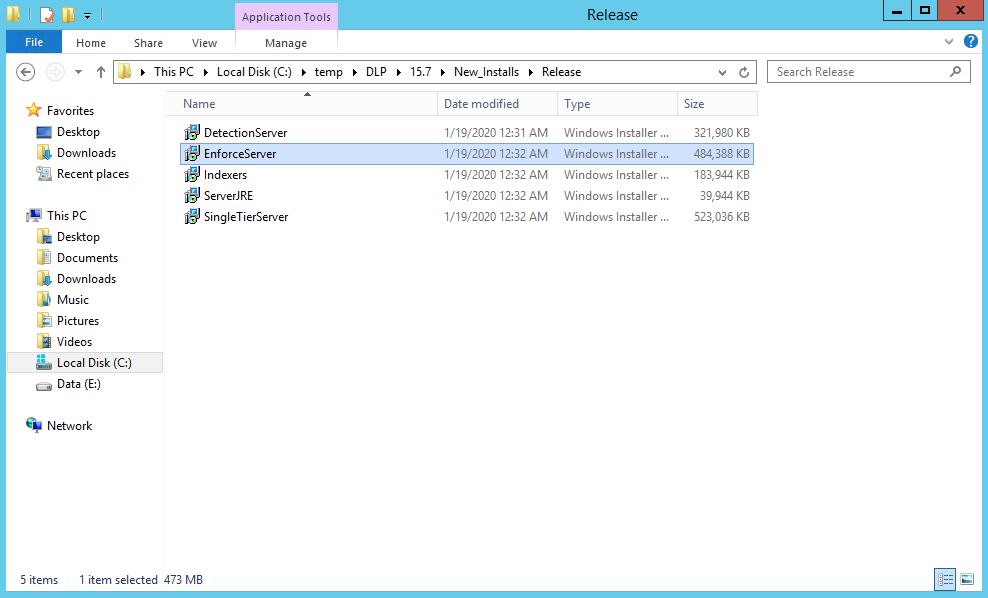 Application Tools
Release
File
Home
Share
View
Manage
This PC
Local Disk (C:)
temp
DLP
15.7
New_Installs
Release
Search Release
Favorites
Desktop
Downloads
Recent places
This PC
Desktop
Documents
Downloads
Music
Pictures
Videos
Local Disk (C:)
Data (E:)
Network
Name Date modified Type Size
DetectionServer 1/19/2020 12:31 AM Windows Installer ... 321,980 KB
EnforceServer 1/19/2020 12:32 AM Windows Installer ... 484,388 KB
Indexers 1/19/2020 12:32 AM Windows Installer ... 183,944 KB
ServerJRE 1/19/2020 12:32 AM Windows Installer ... 39,944 KB
SingleTierServer 1/19/2020 12:32 AM Windows Installer ... 523,036 KB
5 items 1 item selected 473 MB